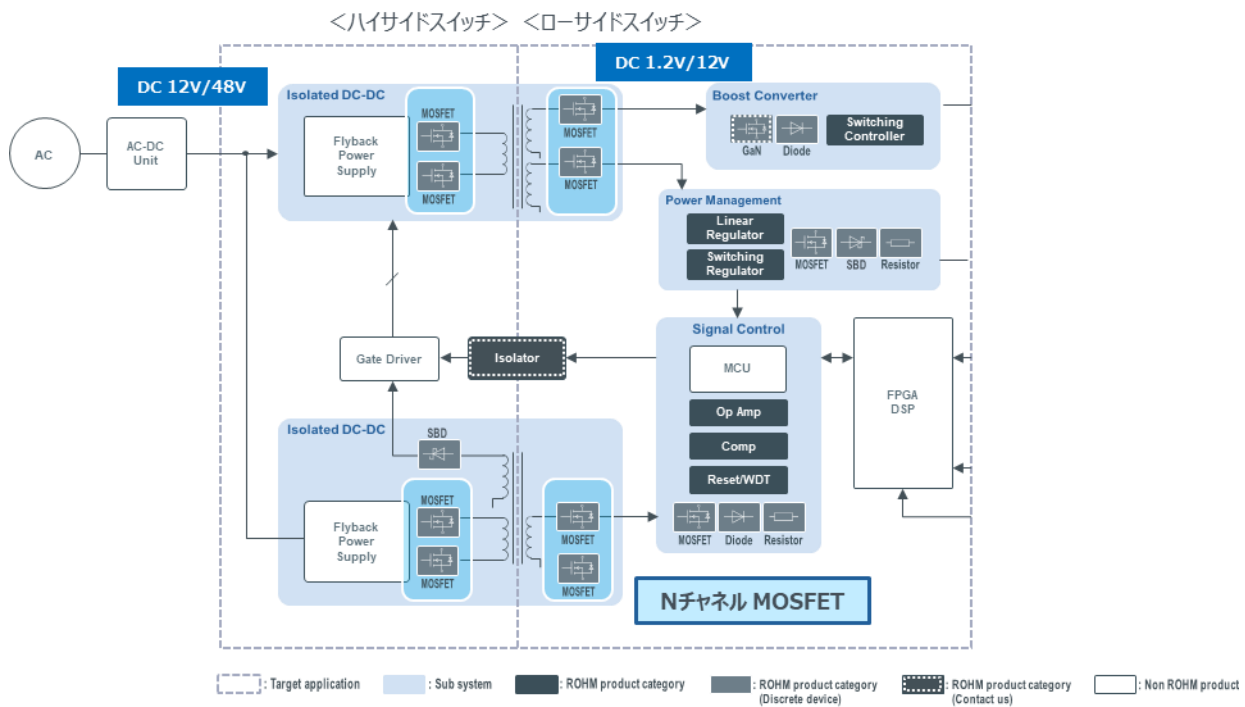 <ハイサイドスイッチ> <ローサイドスイッチ>
DC 12V/48V
DC 1.2V/12V
AC
AC-DC
Unit
Isolated DC-DC
Flyback
Power
Supply
MOSFET
MOSFET
MOSFET
MOSFET
Boost Converter
GaN
Diode
Switching
Controller
Power Management
Linear
Regulator
Switching
Regulator
MOSFET
SBD
Resistor
Gate Driver
Isolator
Signal Control
MCU
Op Amp
Comp
Reset/WDT
MOSFET
Diode
Resistor
FPGA
DSP
Isolated DC-DC
SBD
Flyback
Power
Supply
MOSFET
MOSFET
MOSFET
MOSFET
Nチャネル MOSFET
: Target application
: Sub system
: ROHM product category
: ROHM product category
(Discrete device)
: ROHM product category
(Contact us)
: Non ROHM product